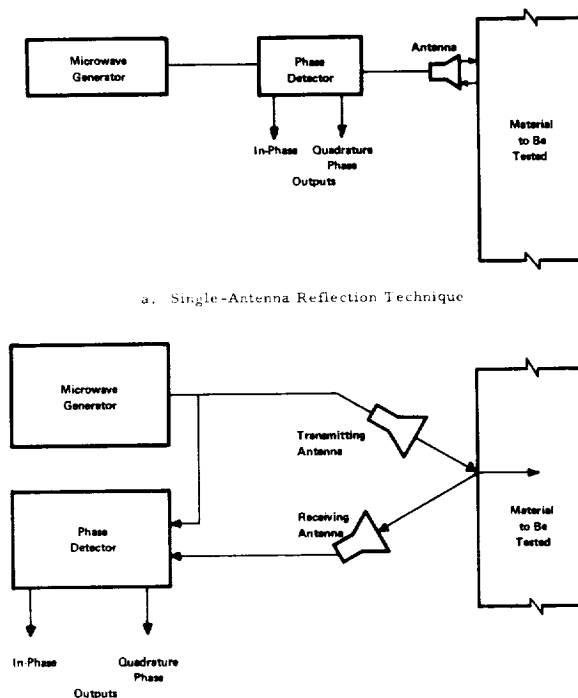 Microwave
Generator
Phase
Detector
Antenna
Material
to Be
Tested
In-Phase
Quadrature
Phase
Outputs
a. Single-Antenna Reflection Technique
Microwave
Generator
Transmitting
Antenna
Phase
Detector
Receiving
Antenna
Material
to Be
Tested
In-Phase
Quadrature
Phase
Outputs